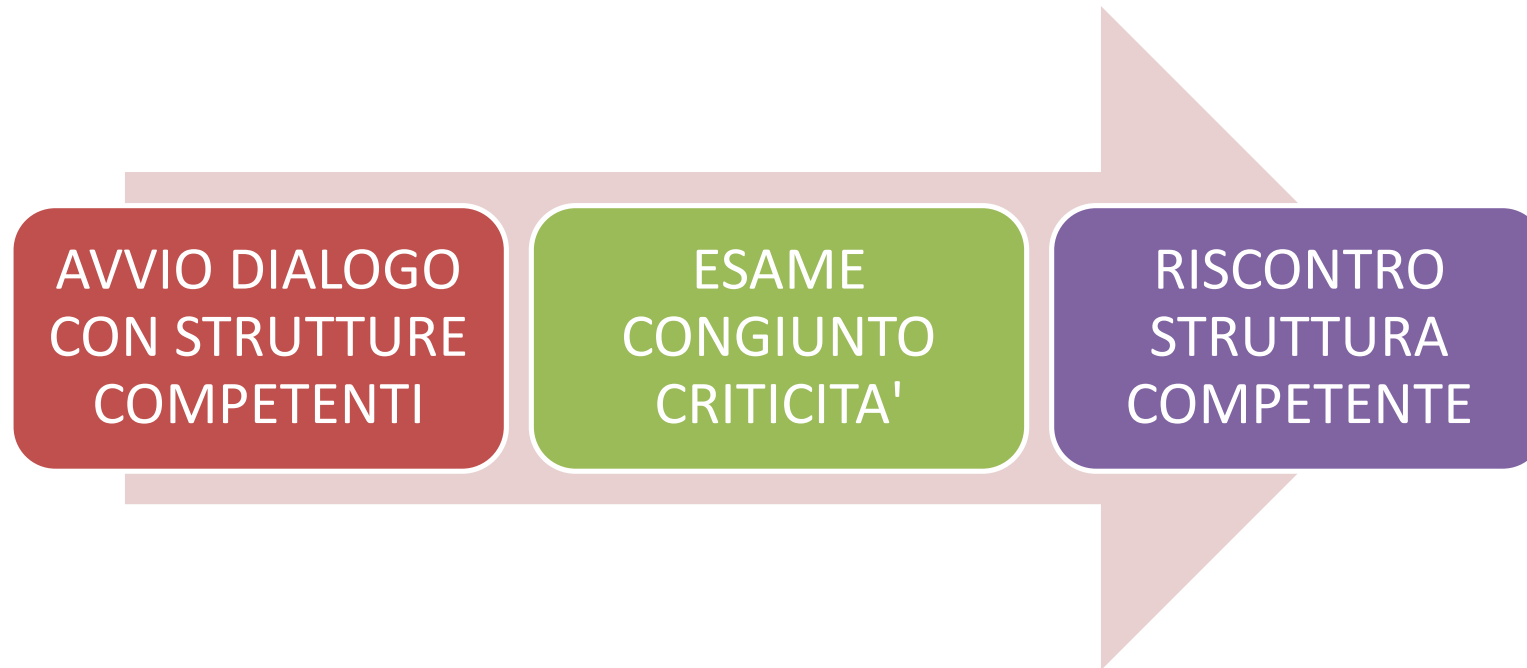 AVVIO DIALOGO
CON STRUTTURE
COMPETENTI
ESAME
CONGIUNTO
CRITICITA'
RISCONTRO
STRUTTURA
COMPETENTE